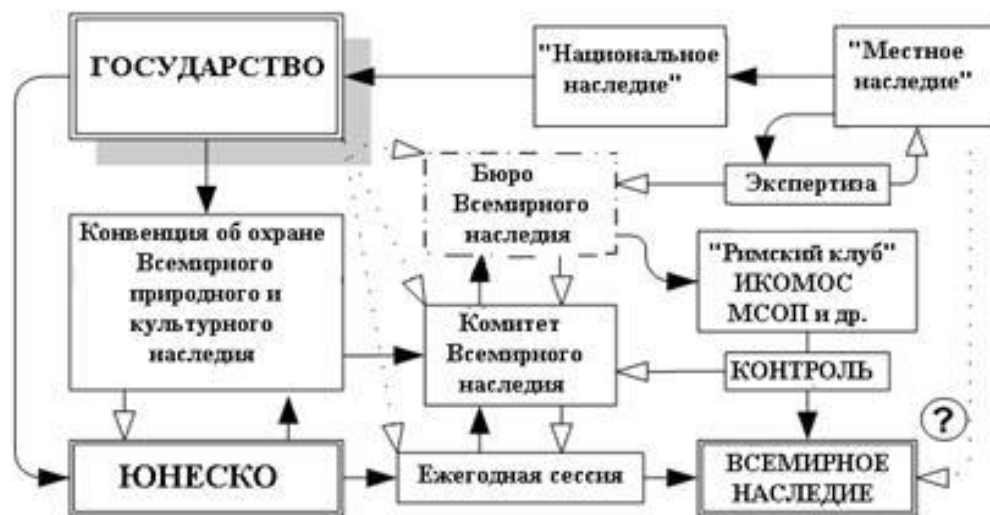 ГОСУДАРСТВО
"Национальное
наследие"
"Местное
наследие"
Бюро
Всемирного
наследия
Экспертиза
Конвенция об охране
Всемирного
природного и
культурного
наследия
"Римский клуб"
ИКОМОС
МСОП и др.
Комитет
Всемирного
наследия
КОНТРОЛЬ
?
ЮНЕСКО
Ежегодная сессия
ВСЕМИРНОЕ
НАСЛЕДИЕ